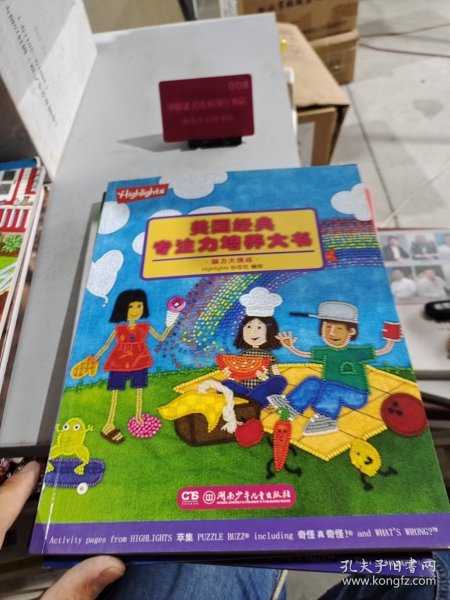 008
Highlights
美国经典
专注力培养大书
·脑力大挑战·
Highlights 杂志社 编绘
CTS
湖南少年儿童出版社
Activity pages from HIGHLIGHTS 萃集 PUZZLE BUZZ® including 奇怪真奇怪!® and WHAT'S WRONG?™
孔夫子旧书网
www.kongfz.com